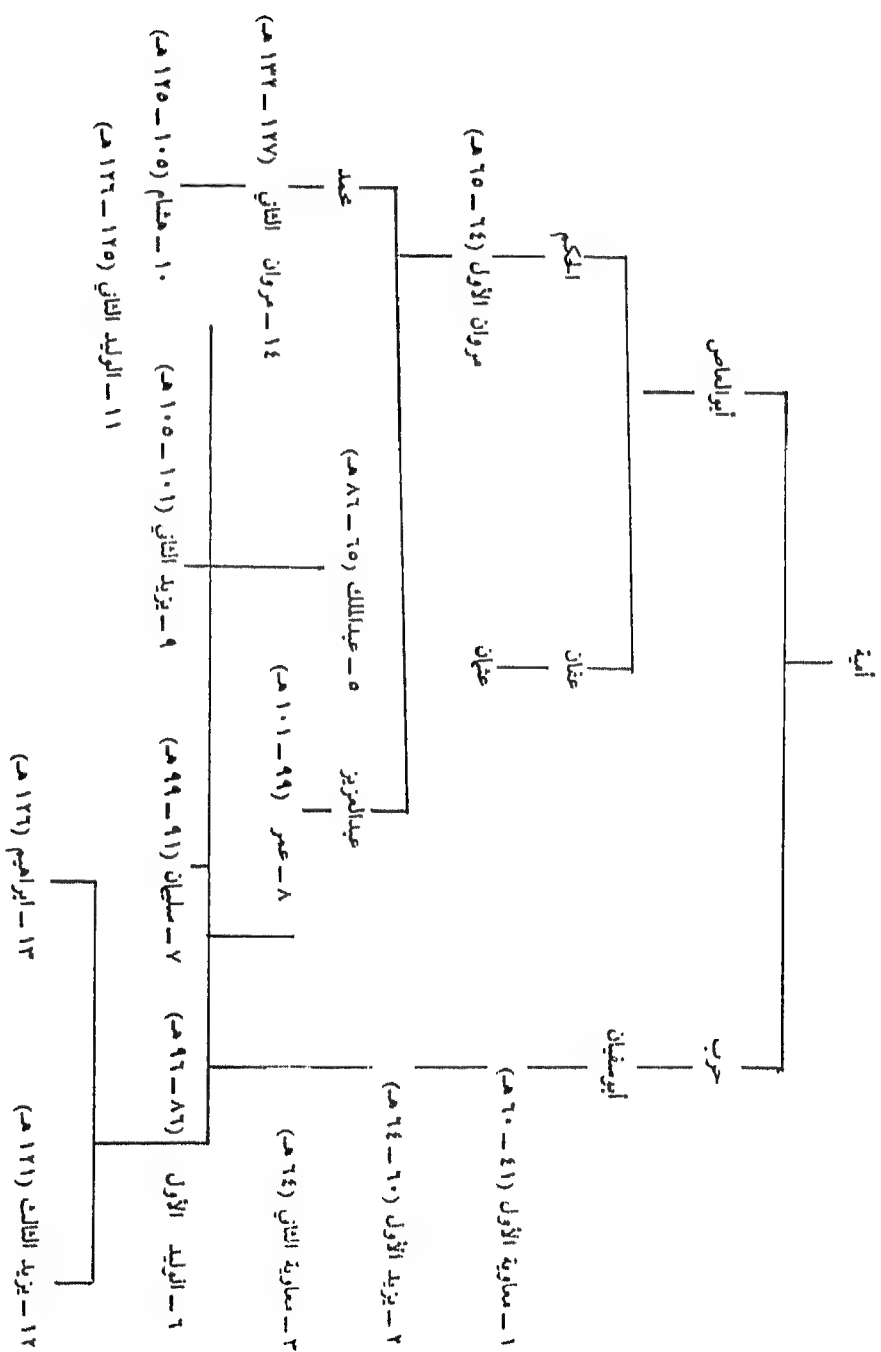 أمية
حرب
أبو العاص
أبو سفيان
عفان
الحكم
١ – معاوية الأول (٤١ – ٦٠ هـ)
عثمان
مروان الأول (٦٤ – ٦٥ هـ)
٢ – يزيد الأول (٦٠ – ٦٤ هـ)
عبدالعزيز
٥ – عبدالملك (٦٥ – ٨٦ هـ)
محمد
٣ – معاوية الثاني (٦٤ هـ)
٨ – عمر (٩٩ – ١٠١ هـ)
١٤ – مروان الثاني (١٢٧ – ١٣٢ هـ)
٦ – الوليد الأول (٨٦ – ٩٦ هـ)
٧ – سليمان (٩١ – ٩٩ هـ)
٩ – يزيد الثاني (١٠١ – ١٠٥ هـ)
١٠ – هشام (١٠٥ – ١٢٥ هـ)
١١ – الوليد الثاني (١٢٥ – ١٢٦ هـ)
١٢ – يزيد الثالث (١٢١ هـ)
١٣ – ابراهيم (١٢٦ هـ)